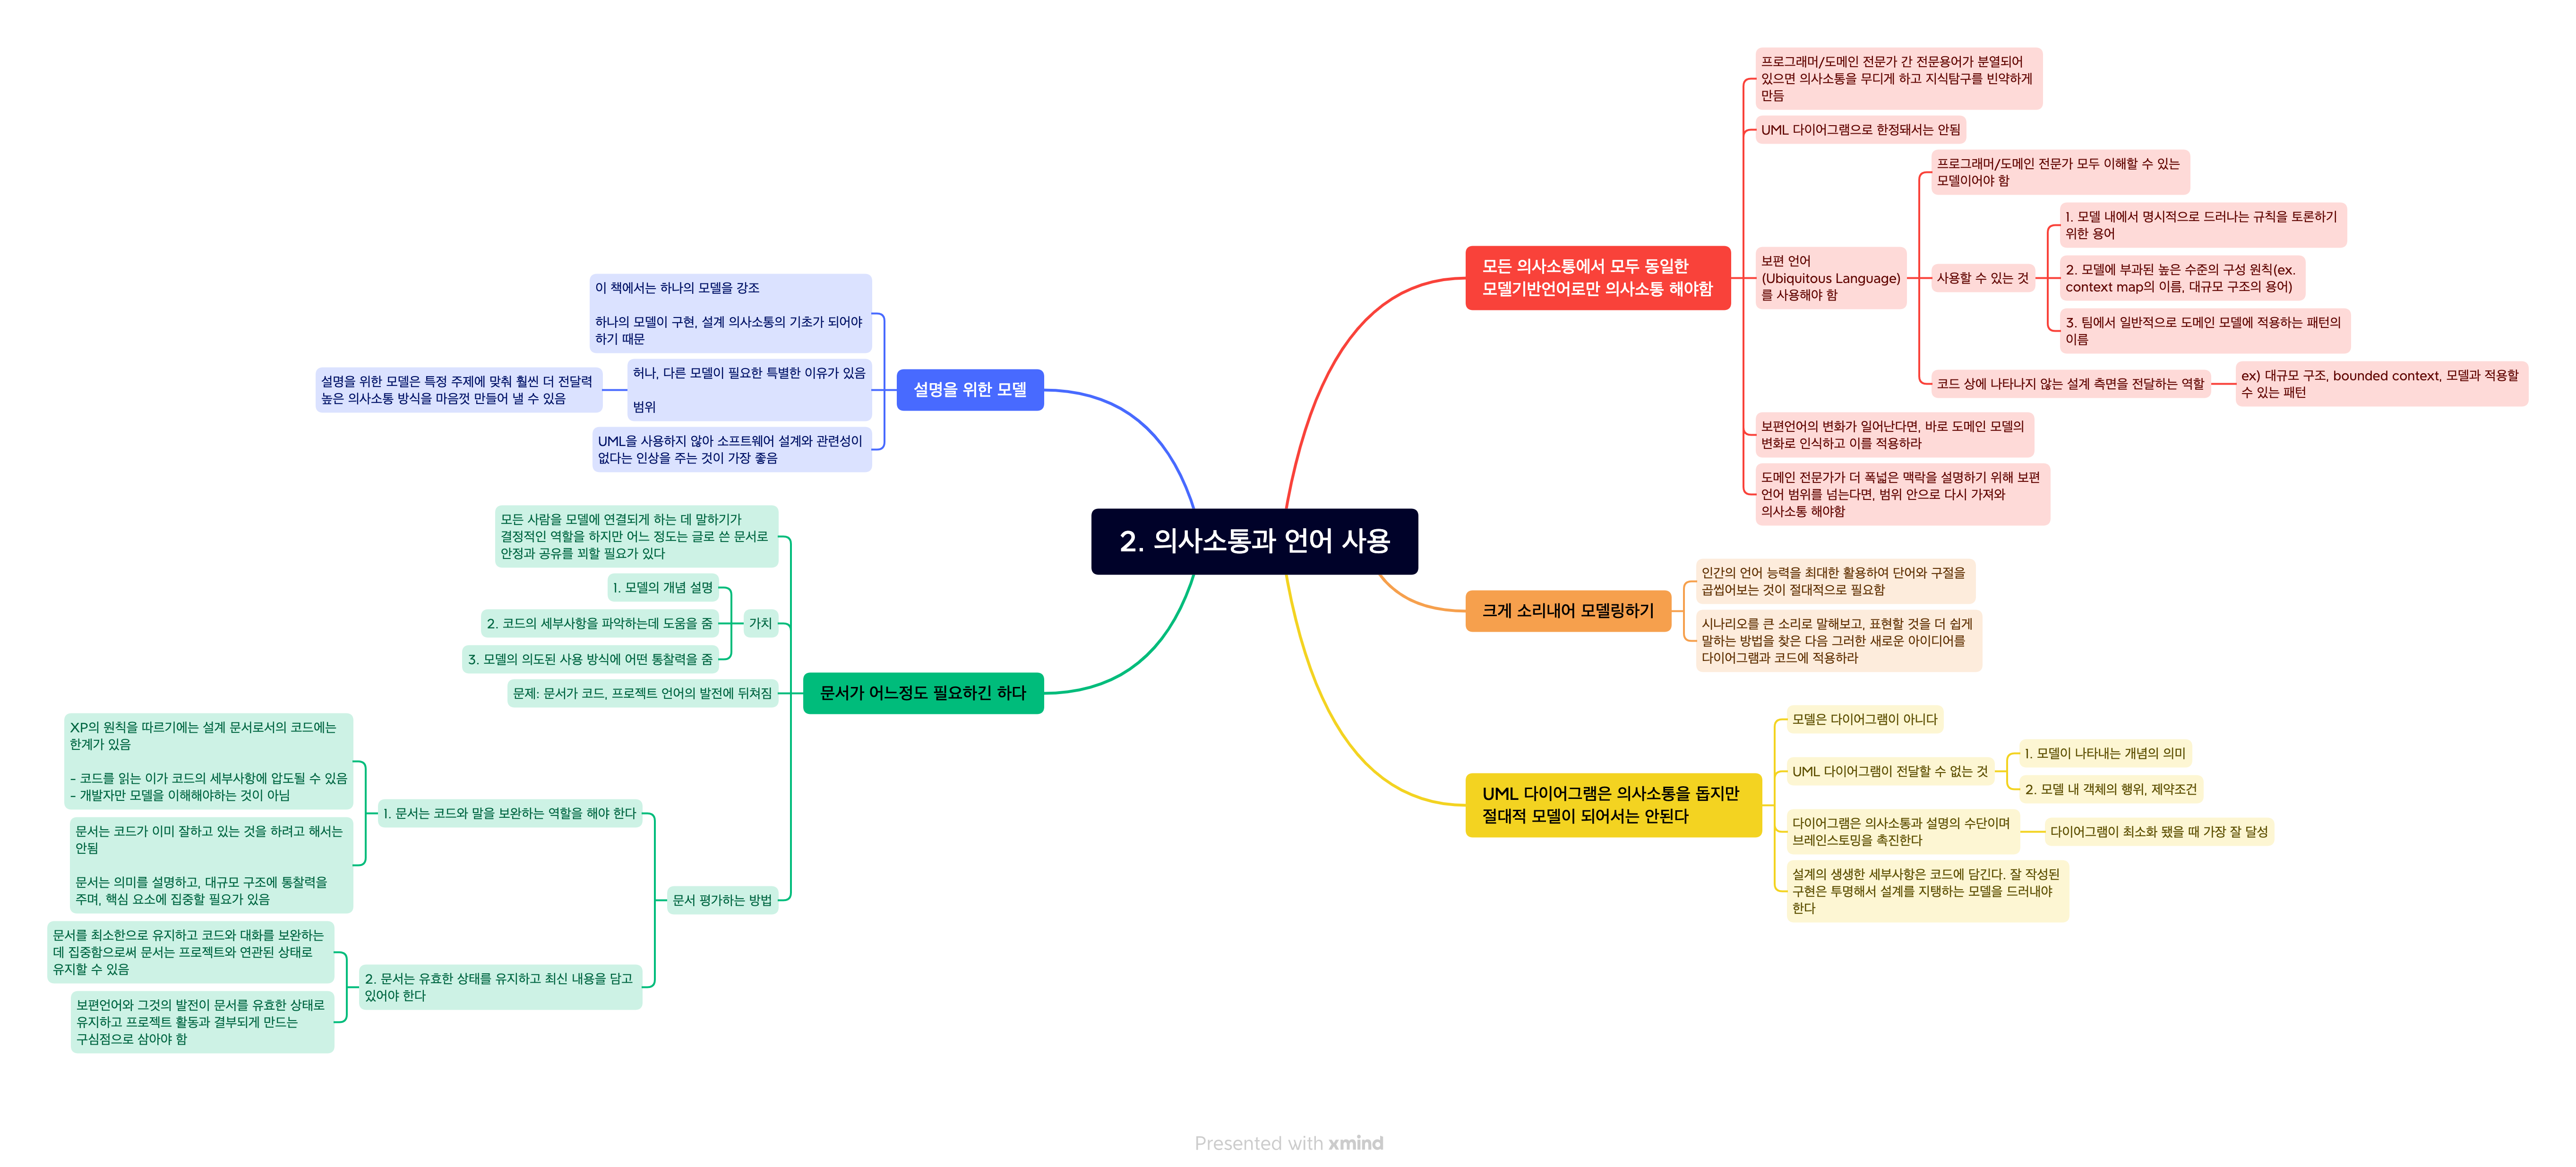 2. 의사소통과 언어 사용
모든 의사소통에서 모두 동일한
모델기반언어로만 의사소통 해야함
프로그래머/도메인 전문가 간 전문용어가 분열되어
있으면 의사소통을 무디게 하고 지식탐구를 빈약하게
만듬
UML 다이어그램으로 한정돼서는 안됨
보편 언어
(Ubiquitous Language)
를 사용해야 함
프로그래머/도메인 전문가 모두 이해할 수 있는
모델이어야 함
사용할 수 있는 것
1. 모델 내에서 명시적으로 드러나는 규칙을 토론하기
위한 용어
2. 모델에 부과된 높은 수준의 구성 원칙(ex.
context map의 이름, 대규모 구조의 용어)
3. 팀에서 일반적으로 도메인 모델에 적용하는 패턴의
이름
코드 상에 나타나지 않는 설계 측면을 전달하는 역할
ex) 대규모 구조, bounded context, 모델과 적용할
수 있는 패턴
보편언어의 변화가 일어난다면, 바로 도메인 모델의
변화로 인식하고 이를 적용하라
도메인 전문가가 더 폭넓은 맥락을 설명하기 위해 보편
언어 범위를 넘는다면, 범위 안으로 다시 가져와
의사소통 해야함
크게 소리내어 모델링하기
인간의 언어 능력을 최대한 활용하여 단어와 구절을
곱씹어보는 것이 절대적으로 필요함
시나리오를 큰 소리로 말해보고, 표현할 것을 더 쉽게
말하는 방법을 찾은 다음 그러한 새로운 아이디어를
다이어그램과 코드에 적용하라
UML 다이어그램은 의사소통을 돕지만
절대적 모델이 되어서는 안된다
모델은 다이어그램이 아니다
UML 다이어그램이 전달할 수 없는 것
1. 모델이 나타내는 개념의 의미
2. 모델 내 객체의 행위, 제약조건
다이어그램은 의사소통과 설명의 수단이며
브레인스토밍을 촉진한다
다이어그램이 최소화 됐을 때 가장 잘 달성
설계의 생생한 세부사항은 코드에 담긴다. 잘 작성된
구현은 투명해서 설계를 지탱하는 모델을 드러내야
한다
설명을 위한 모델
이 책에서는 하나의 모델을 강조
하나의 모델이 구현, 설계 의사소통의 기초가 되어야
하기 때문
허나, 다른 모델이 필요한 특별한 이유가 있음
범위
설명을 위한 모델은 특정 주제에 맞춰 훨씬 더 전달력
높은 의사소통 방식을 마음껏 만들어 낼 수 있음
UML을 사용하지 않아 소프트웨어 설계와 관련성이
없다는 인상을 주는 것이 가장 좋음
문서가 어느정도 필요하긴 하다
모든 사람을 모델에 연결되게 하는 데 말하기가
결정적인 역할을 하지만 어느 정도는 글로 쓴 문서로
안정과 공유를 꾀할 필요가 있다
가치
1. 모델의 개념 설명
2. 코드의 세부사항을 파악하는데 도움을 줌
3. 모델의 의도된 사용 방식에 어떤 통찰력을 줌
문제: 문서가 코드, 프로젝트 언어의 발전에 뒤쳐짐
문서 평가하는 방법
1. 문서는 코드와 말을 보완하는 역할을 해야 한다
XP의 원칙을 따르기에는 설계 문서로서의 코드에는
한계가 있음
- 코드를 읽는 이가 코드의 세부사항에 압도될 수 있음
- 개발자만 모델을 이해해야하는 것이 아님
문서는 코드가 이미 잘하고 있는 것을 하려고 해서는
안됨
문서는 의미를 설명하고, 대규모 구조에 통찰력을
주며, 핵심 요소에 집중할 필요가 있음
2. 문서는 유효한 상태를 유지하고 최신 내용을 담고
있어야 한다
문서를 최소한으로 유지하고 코드와 대화를 보완하는
데 집중함으로써 문서는 프로젝트와 연관된 상태로
유지할 수 있음
보편언어와 그것의 발전이 문서를 유효한 상태로
유지하고 프로젝트 활동과 결부되게 만드는
구심점으로 삼아야 함
Presented with xmind